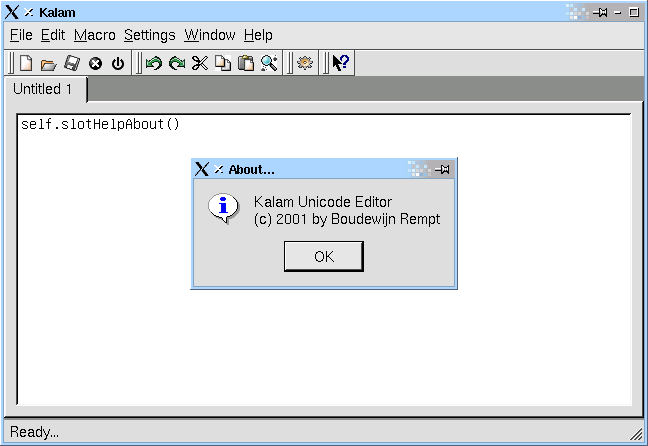 Kalam
File Edit Macro Settings Window Help
Untitled 1
self.slotHelpAbout()
About...
Kalam Unicode Editor
(c) 2001 by Boudewijn Rempt
OK
Ready...